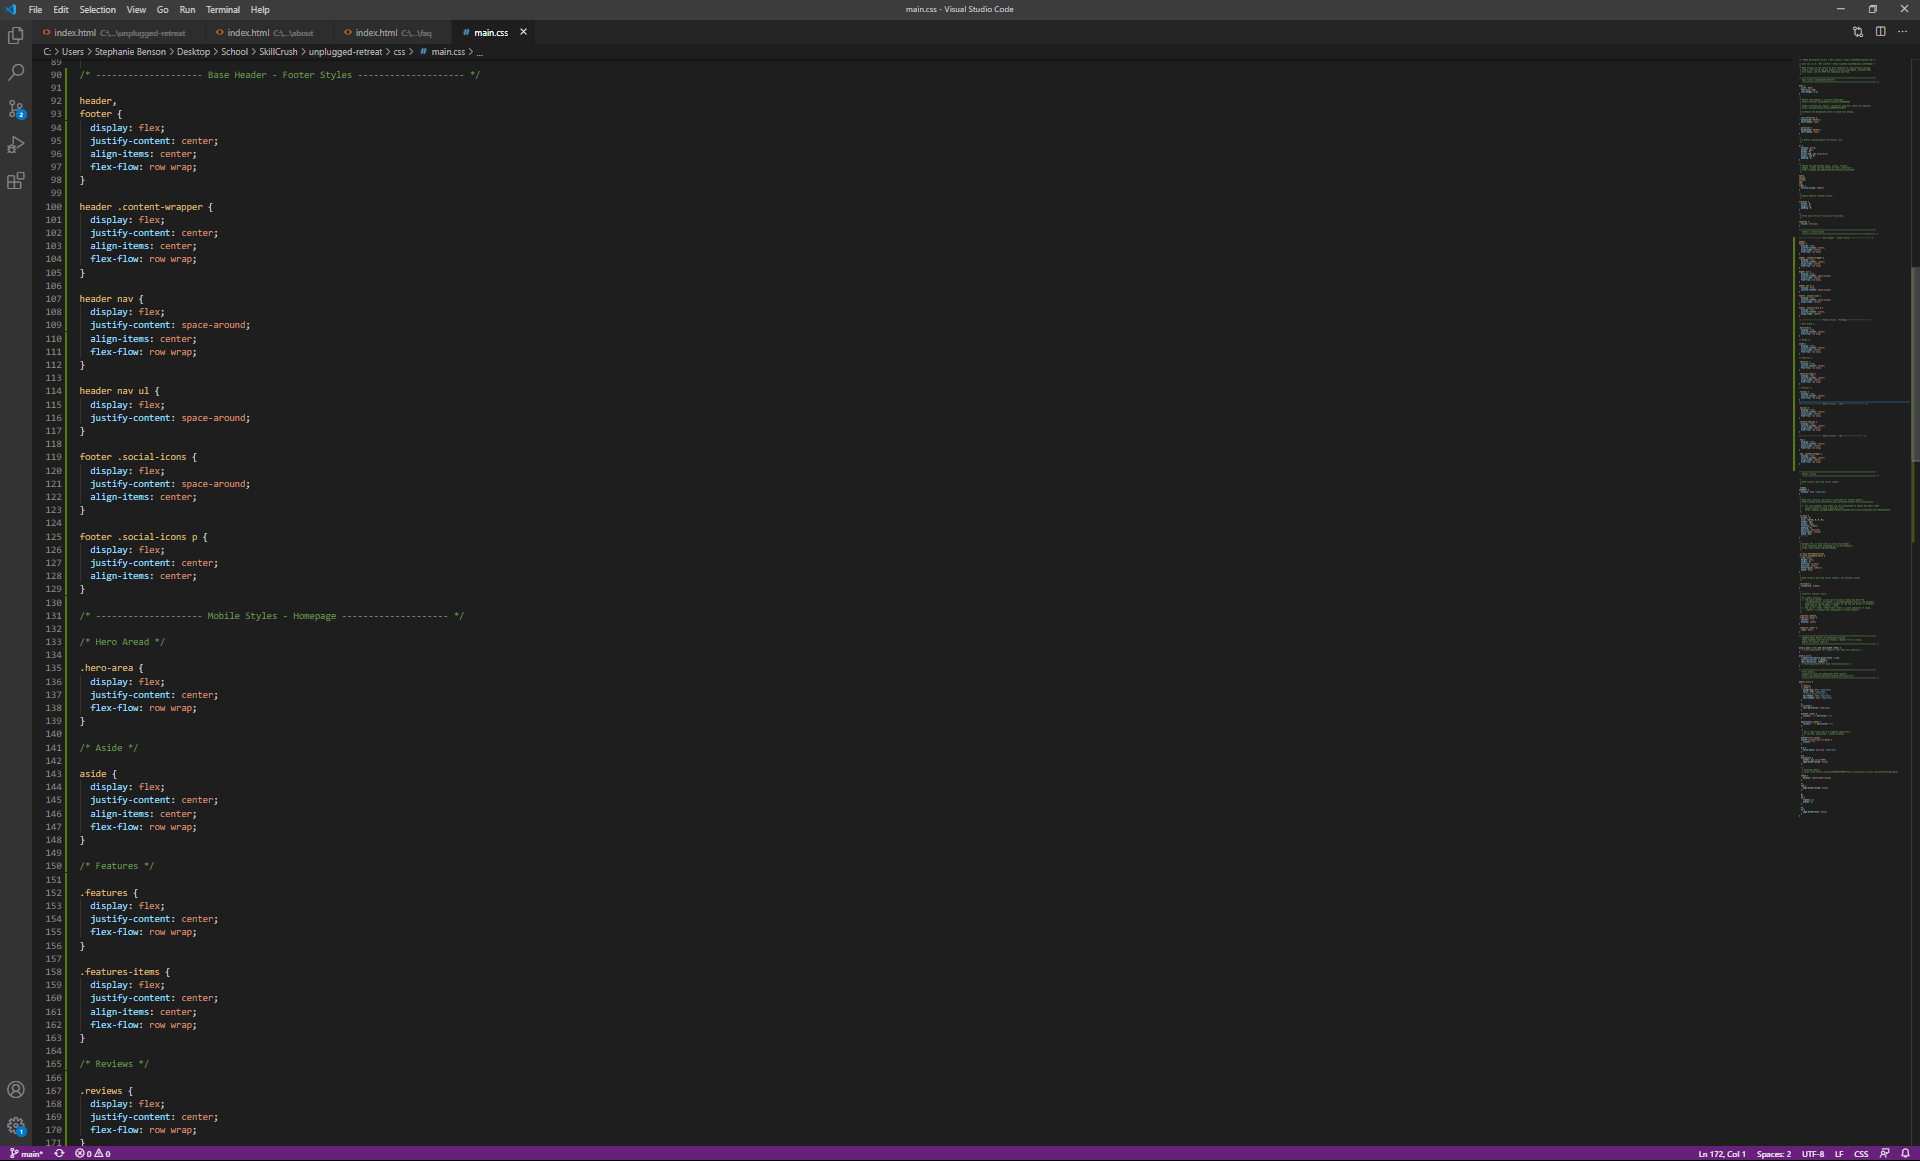 File Edit Selection View Go Run Terminal Help
main.css - Visual Studio Code
index.html C:\...\unplugged-retreat
index.html C:\...\about
index.html C:\...\faq
# main.css
C: > Users > Stephanie Benson > Desktop > School > SkillCrush > unplugged-retreat > css > # main.css > ...
89
90 /* -------------------- Base Header - Footer Styles -------------------- */
91
92 header,
93 footer {
94 display: flex;
95 justify-content: center;
96 align-items: center;
97 flex-flow: row wrap;
98 }
99
100 header .content-wrapper {
101 display: flex;
102 justify-content: center;
103 align-items: center;
104 flex-flow: row wrap;
105 }
106
107 header nav {
108 display: flex;
109 justify-content: space-around;
110 align-items: center;
111 flex-flow: row wrap;
112 }
113
114 header nav ul {
115 display: flex;
116 justify-content: space-around;
117 }
118
119 footer .social-icons {
120 display: flex;
121 justify-content: space-around;
122 align-items: center;
123 }
124
125 footer .social-icons p {
126 display: flex;
127 justify-content: center;
128 align-items: center;
129 }
130
131 /* -------------------- Mobile Styles - Homepage -------------------- */
132
133 /* Hero Aread */
134
135 .hero-area {
136 display: flex;
137 justify-content: center;
138 flex-flow: row wrap;
139 }
140
141 /* Aside */
142
143 aside {
144 display: flex;
145 justify-content: center;
146 align-items: center;
147 flex-flow: row wrap;
148 }
149
150 /* Features */
151
152 .features {
153 display: flex;
154 justify-content: center;
155 flex-flow: row wrap;
156 }
157
158 .features-items {
159 display: flex;
160 justify-content: center;
161 align-items: center;
162 flex-flow: row wrap;
163 }
164
165 /* Reviews */
166
167 .reviews {
168 display: flex;
169 justify-content: center;
170 flex-flow: row wrap;
171 }
2
1
main* 0 0
Ln 172, Col 1 Spaces: 2 UTF-8 LF CSS